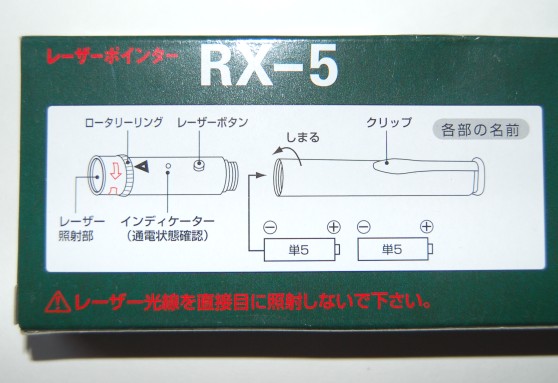 レーザーポインター RX-5
各部の名前
ロータリーリング レーザーボタン しまる クリップ
レーザー
照射部
インディケーター
(通電状態確認)
⊖ ⊕ ⊖ ⊕
単5 単5
⚠レーザー光線を直接目に照射しないで下さい。